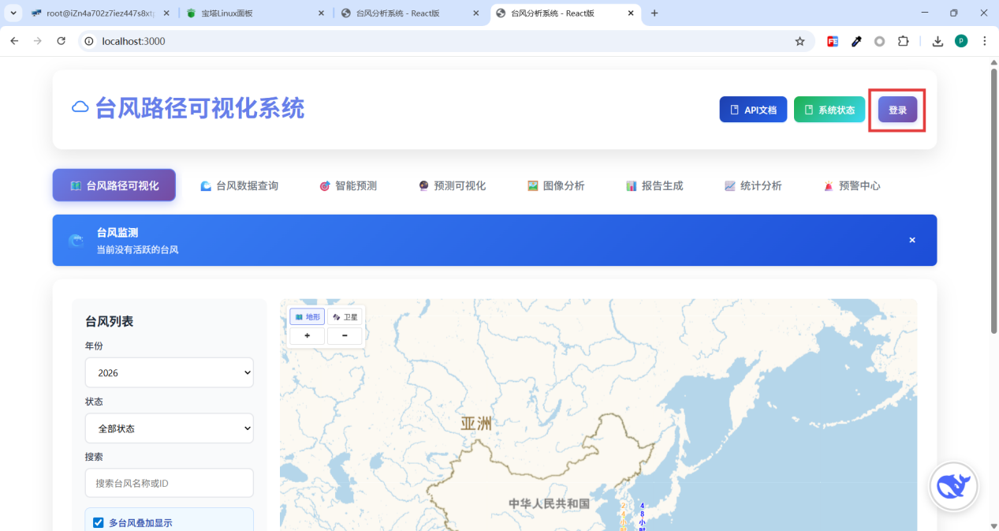 root@iZn4a702z7iez447s8xt
宝塔Linux面板
台风分析系统 - React版
台风分析系统 - React版
localhost:3000
台风路径可视化系统
API文档
系统状态
登录
台风路径可视化
台风数据查询
智能预测
预测可视化
图像分析
报告生成
统计分析
预警中心
台风监测
当前没有活跃的台风
台风列表
年份
2026
状态
全部状态
搜索
搜索台风名称或ID
多台风叠加显示
地形
卫星
+
-
亚洲
中华人民共和国
24小时
48小时